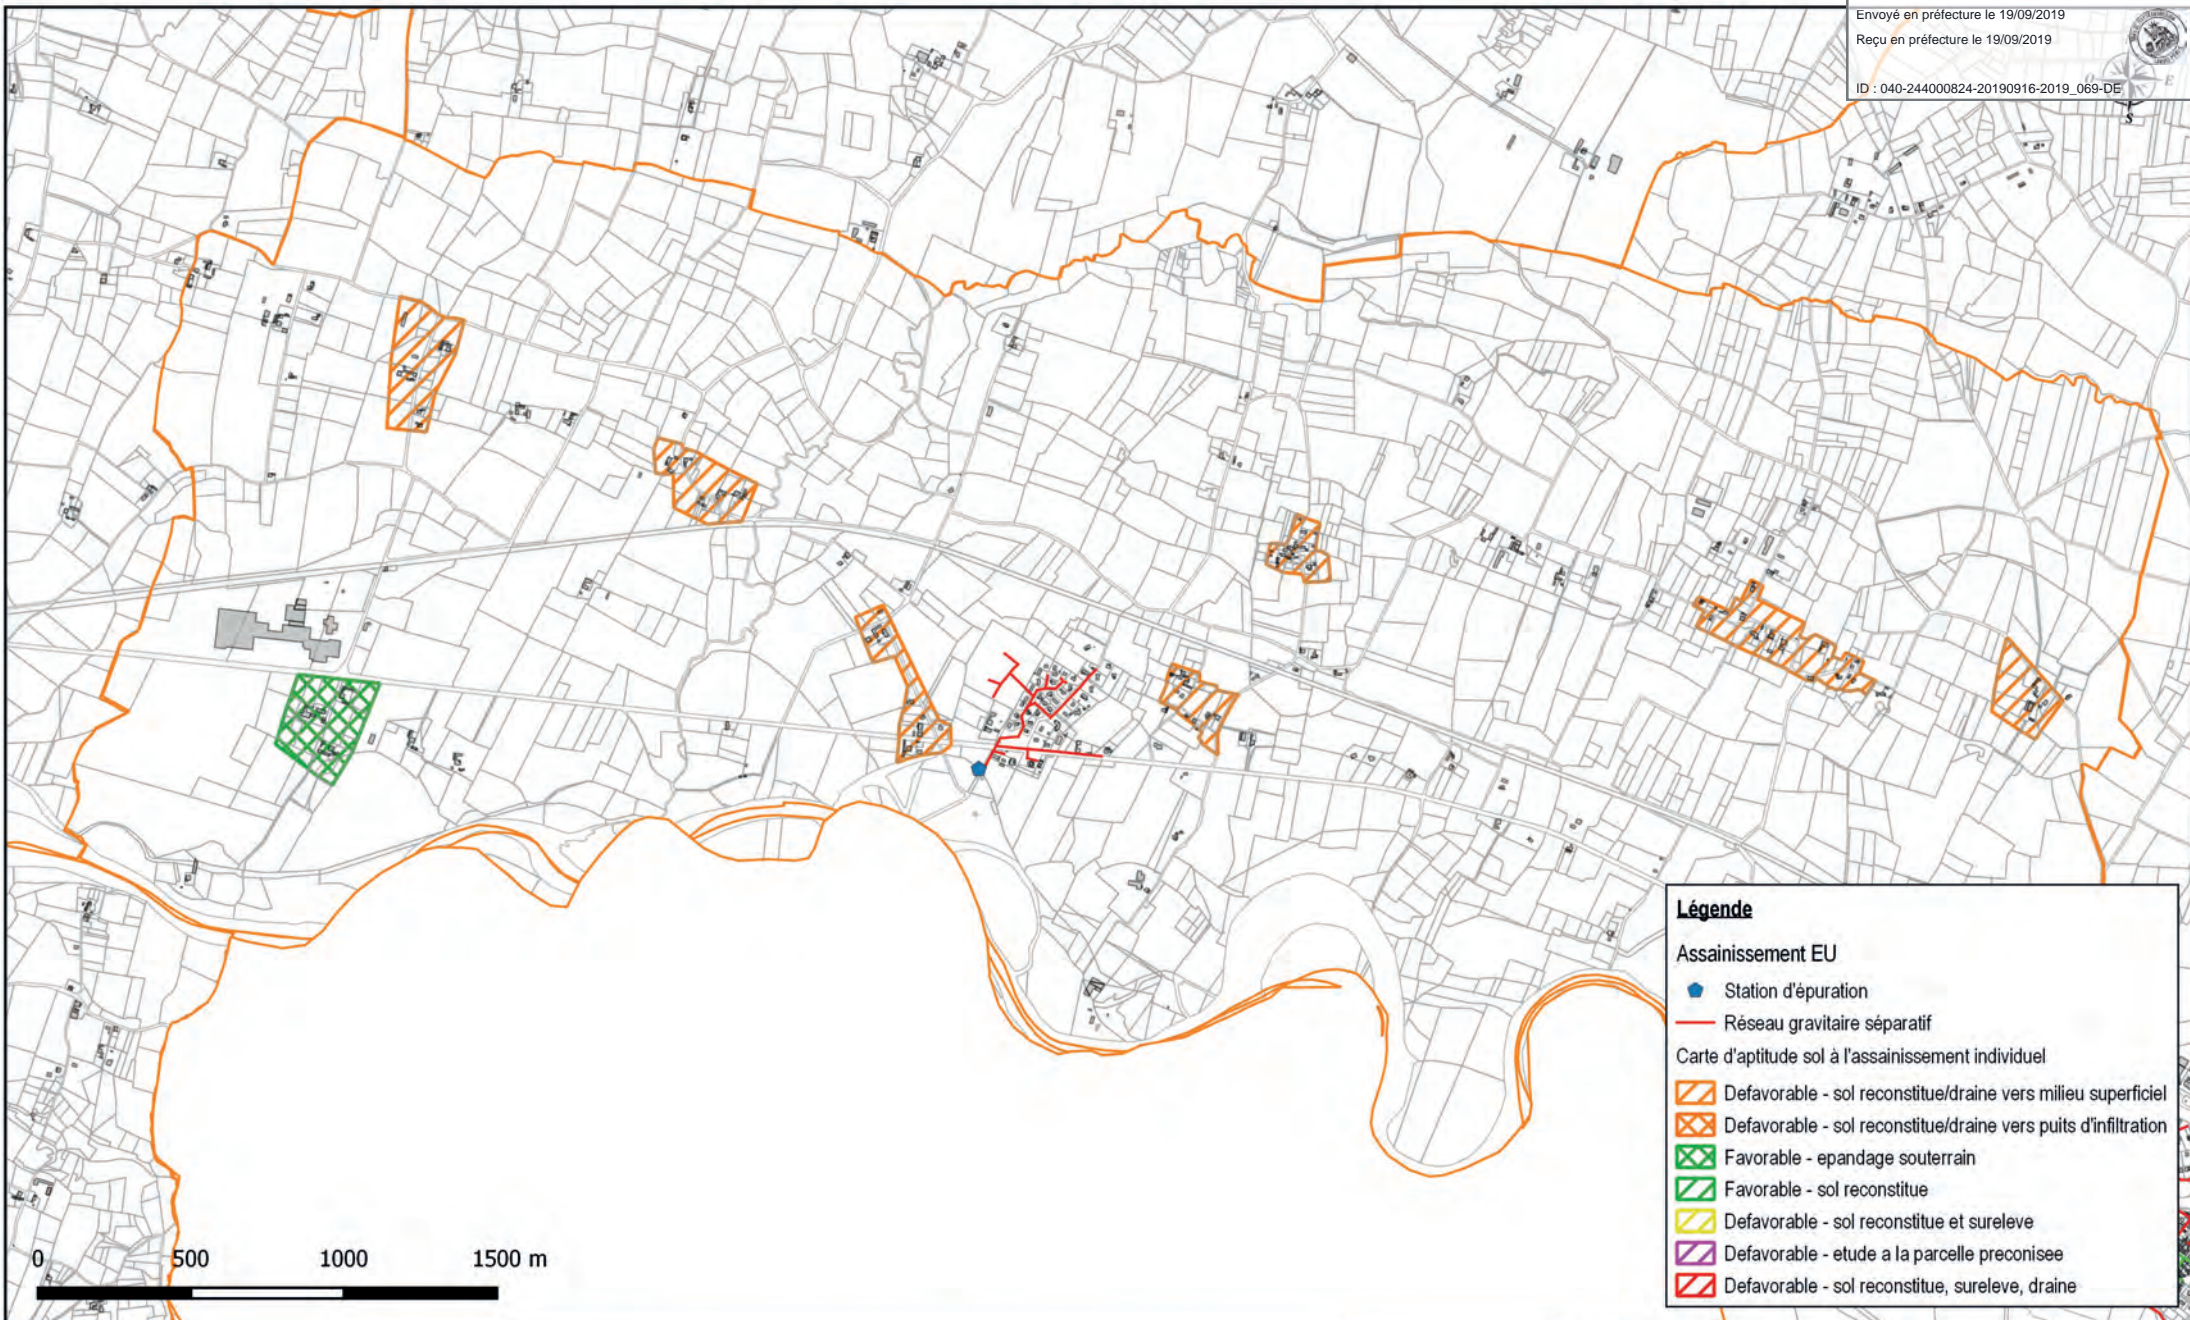 Envoyé en préfecture le 19/09/2019
Reçu en préfecture le 19/09/2019
O
E
ID : 040-244000824-20190916-2019_069-DE
S
Légende
Assainissement EU
Station d'épuration
Réseau gravitaire séparatif
Carte d'aptitude sol à l'assainissement individuel
Defavorable - sol reconstitue/draine vers milieu superficiel
Defavorable - sol reconstitue/draine vers puits d'infiltration
Favorable - epandage souterrain
Favorable - sol reconstitue
Defavorable - sol reconstitue et sureleve
Defavorable - etude a la parcelle preconisee
Defavorable - sol reconstitue, sureleve, draine
0 500 1000 1500 m